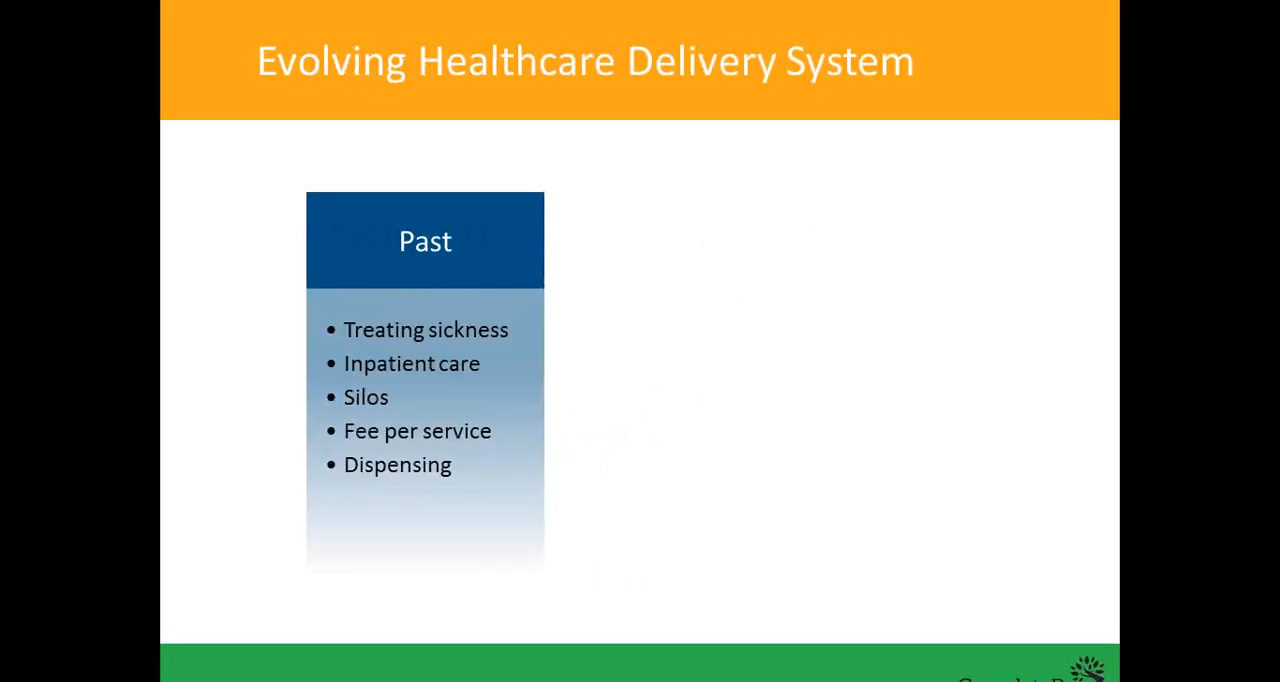 Evolving Healthcare Delivery System
Past
• Treating sickness
• Inpatient care
• Silos
• Fee per service
• Dispensing